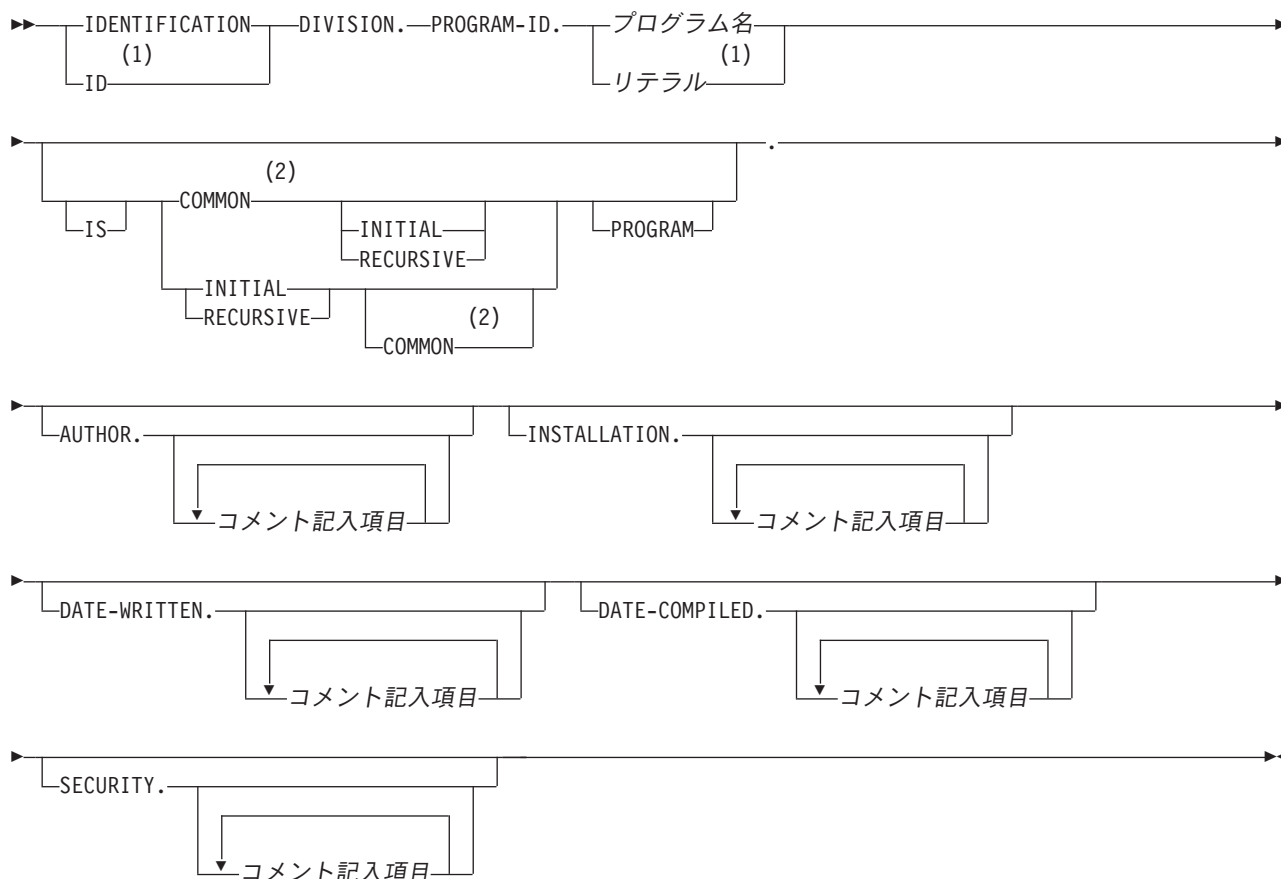 IDENTIFICATION DIVISION. PROGRAM-ID. プログラム名
(1) (1)
ID リテラル
.
(2)
COMMON
IS INITIAL PROGRAM
RECURSIVE
INITIAL
RECURSIVE (2)
COMMON
AUTHOR. INSTALLATION.
コメント記入項目 コメント記入項目
DATE-WRITTEN. DATE-COMPILED.
コメント記入項目 コメント記入項目
SECURITY.
コメント記入項目